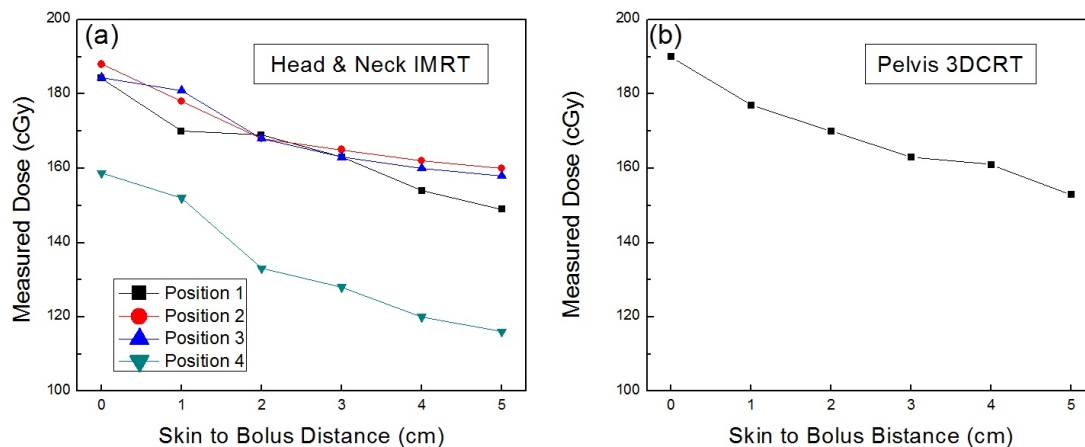 (a)
Head & Neck IMRT
Measured Dose (cGy)
200
180
160
140
120
100
Position 1
Position 2
Position 3
Position 4
0 1 2 3 4 5
Skin to Bolus Distance (cm)
(b)
Pelvis 3DCRT
Measured Dose (cGy)
200
180
160
140
120
100
0 1 2 3 4 5
Skin to Bolus Bistance (cm)